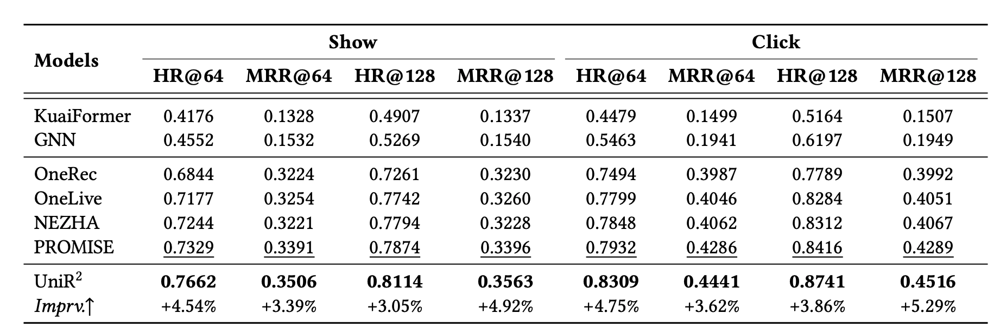 Models Show Click
HR@64 MRR@64 HR@128 MRR@128 HR@64 MRR@64 HR@128 MRR@128
KuaiFormer 0.4176 0.1328 0.4907 0.1337 0.4479 0.1499 0.5164 0.1507
GNN 0.4552 0.1532 0.5269 0.1540 0.5463 0.1941 0.6197 0.1949
OneRec 0.6844 0.3224 0.7261 0.3230 0.7494 0.3987 0.7789 0.3992
OneLive 0.7177 0.3254 0.7742 0.3260 0.7799 0.4046 0.8284 0.4051
NEZHA 0.7244 0.3221 0.7794 0.3228 0.7848 0.4062 0.8312 0.4067
PROMISE 0.7329 0.3391 0.7874 0.3396 0.7932 0.4286 0.8416 0.4289
UniR² 0.7662 0.3506 0.8114 0.3563 0.8309 0.4441 0.8741 0.4516
Imprv.↑ +4.54% +3.39% +3.05% +4.92% +4.75% +3.62% +3.86% +5.29%